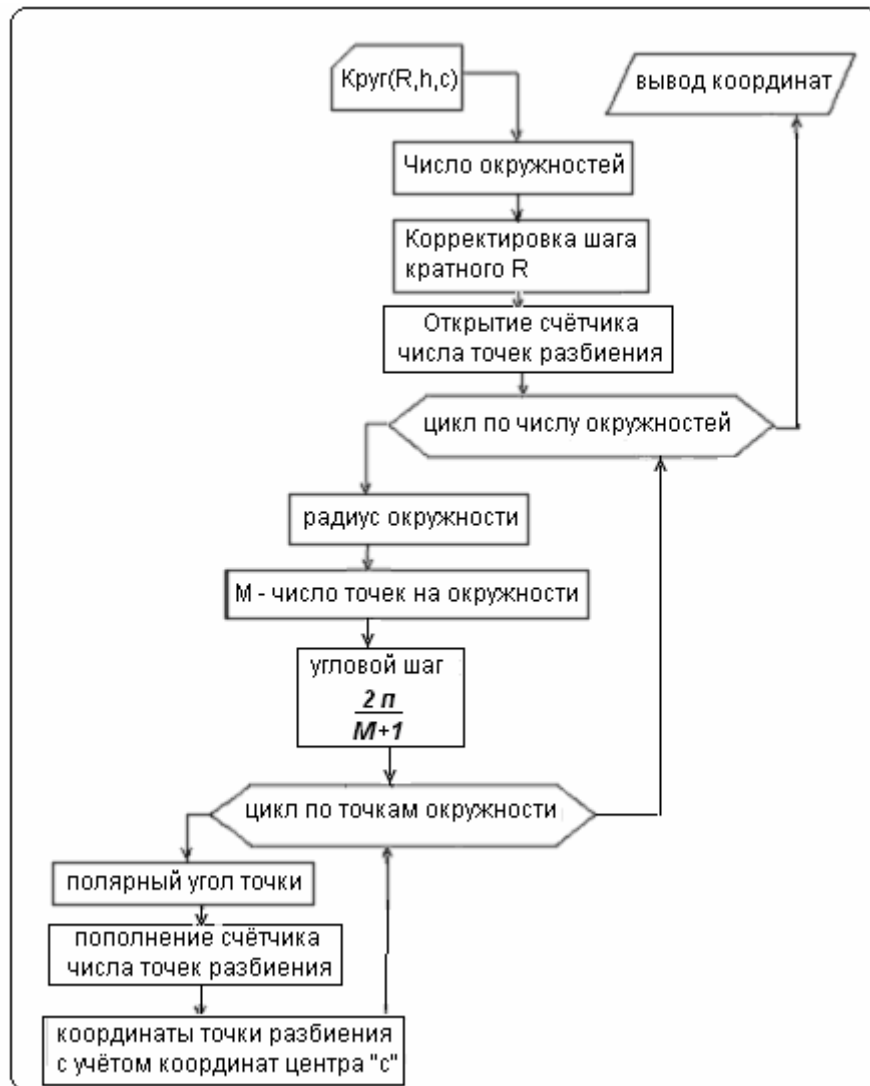 Круг(R,h,c)
вывод координат
Число окружностей
Корректировка шага
кратного R
Открытие счётчика
числа точек разбиения
цикл по числу окружностей
радиус окружности
М - число точек на окружности
угловой шаг
2 п
М+1
цикл по точкам окружности
полярный угол точки
пополнение счётчика
числа точек разбиения
координаты точки разбиения
с учётом координат центра "с"